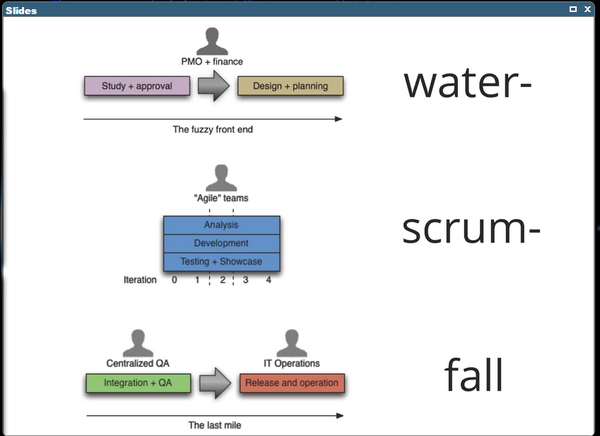 Slides
PMO + finance
Study + approval
Design + planning
The fuzzy front end
water-
"Agile" teams
Analysis
Development
Testing + Showcase
Iteration 0 1 2 3 4
scrum-
Centralized QA
IT Operations
Integration + QA
Release and operation
The last mile
fall